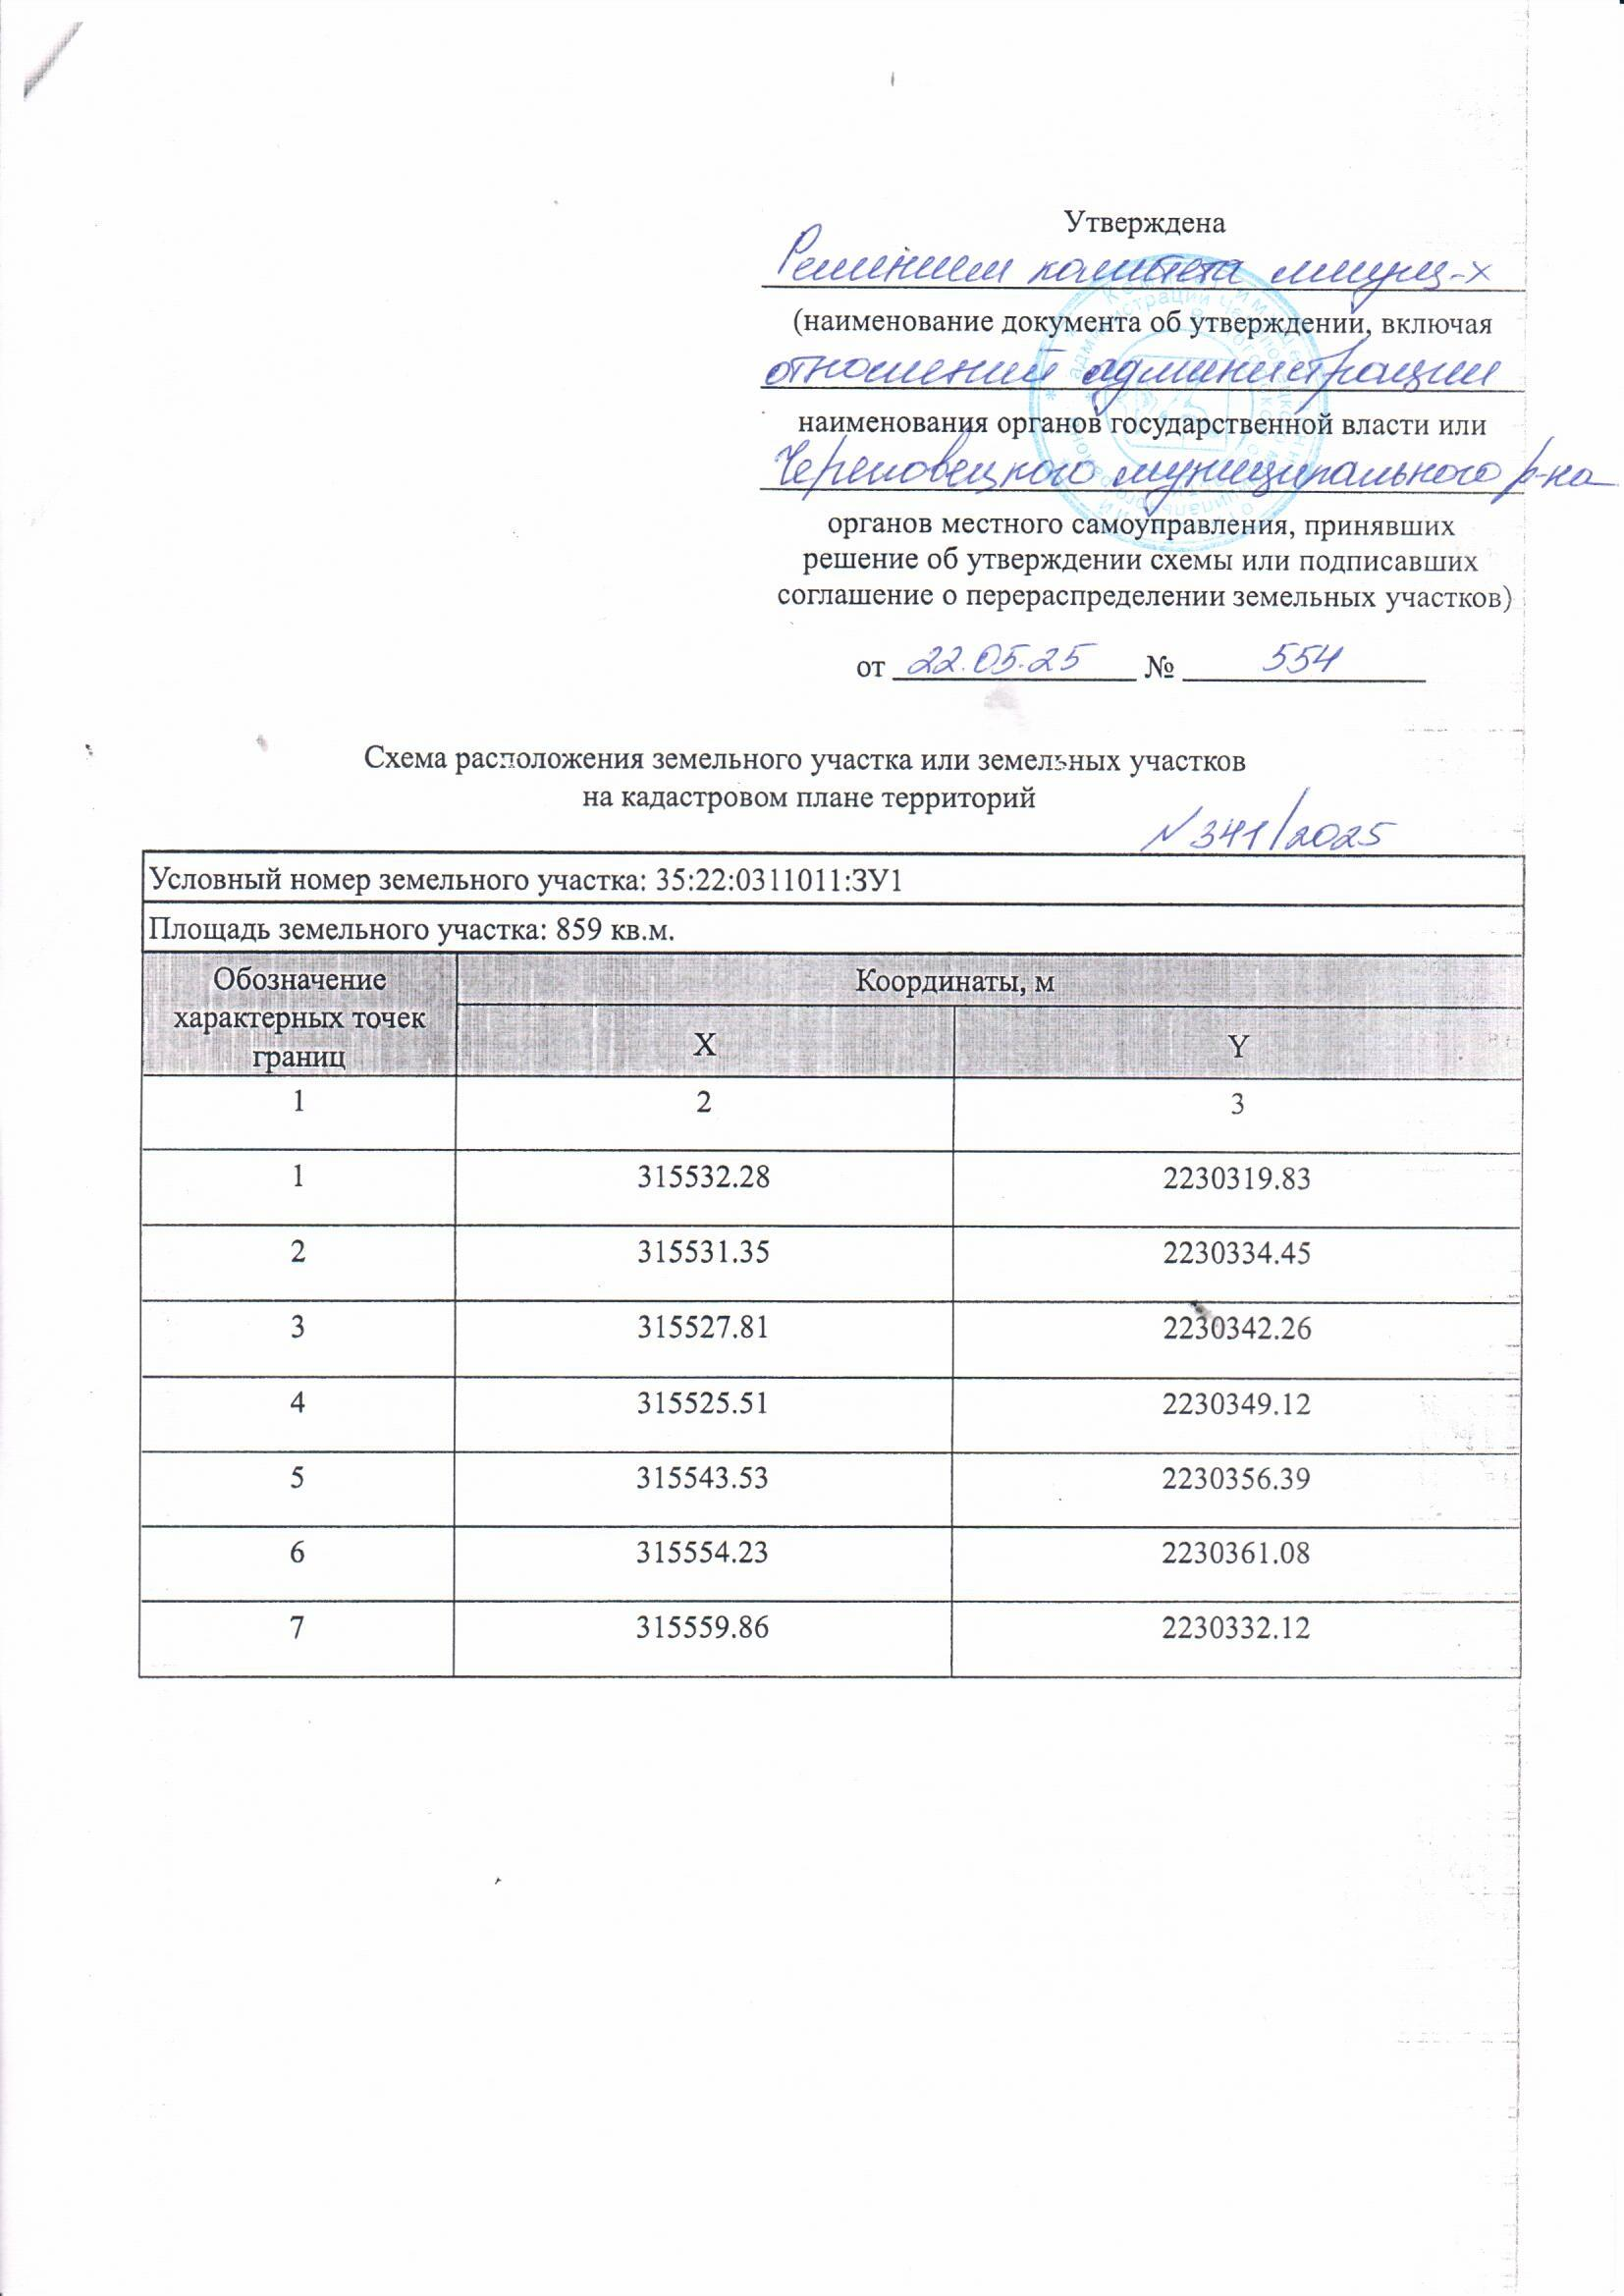 Утверждена
Решением комитета имущ-х
(наименование документа об утверждении, включая
отношений администрации
наименования органов государственной власти или
Череповецкого муниципального р-на
органов местного самоуправления, принявших
решение об утверждении схемы или подписавших
соглашение о перераспределении земельных участков)
от 22.05.25 № 554
Схема расположения земельного участка или земельных участков
на кадастровом плане территорий
N 341/2025
Условный номер земельного участка: 35:22:0311011:ЗУ1
Площадь земельного участка: 859 кв.м.
Обозначение характерных точек границ
Координаты, м
X Y
1 2 3
1 315532.28 2230319.83
2 315531.35 2230334.45
3 315527.81 2230342.26
4 315525.51 2230349.12
5 315543.53 2230356.39
6 315554.23 2230361.08
7 315559.86 2230332.12